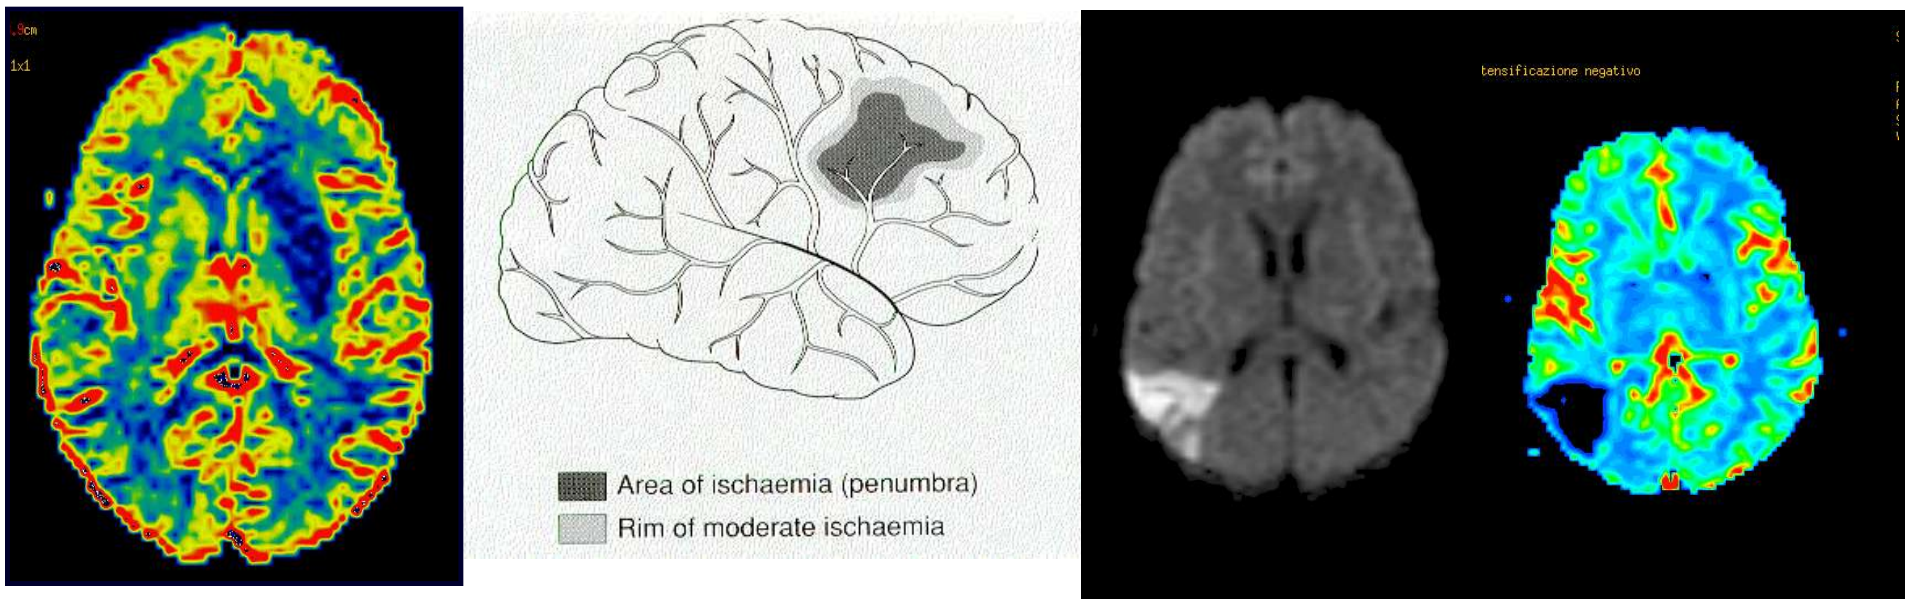 .9cm
1x1
Area of ischaemia (penumbra)
Rim of moderate ischaemia
tensificazione negativo